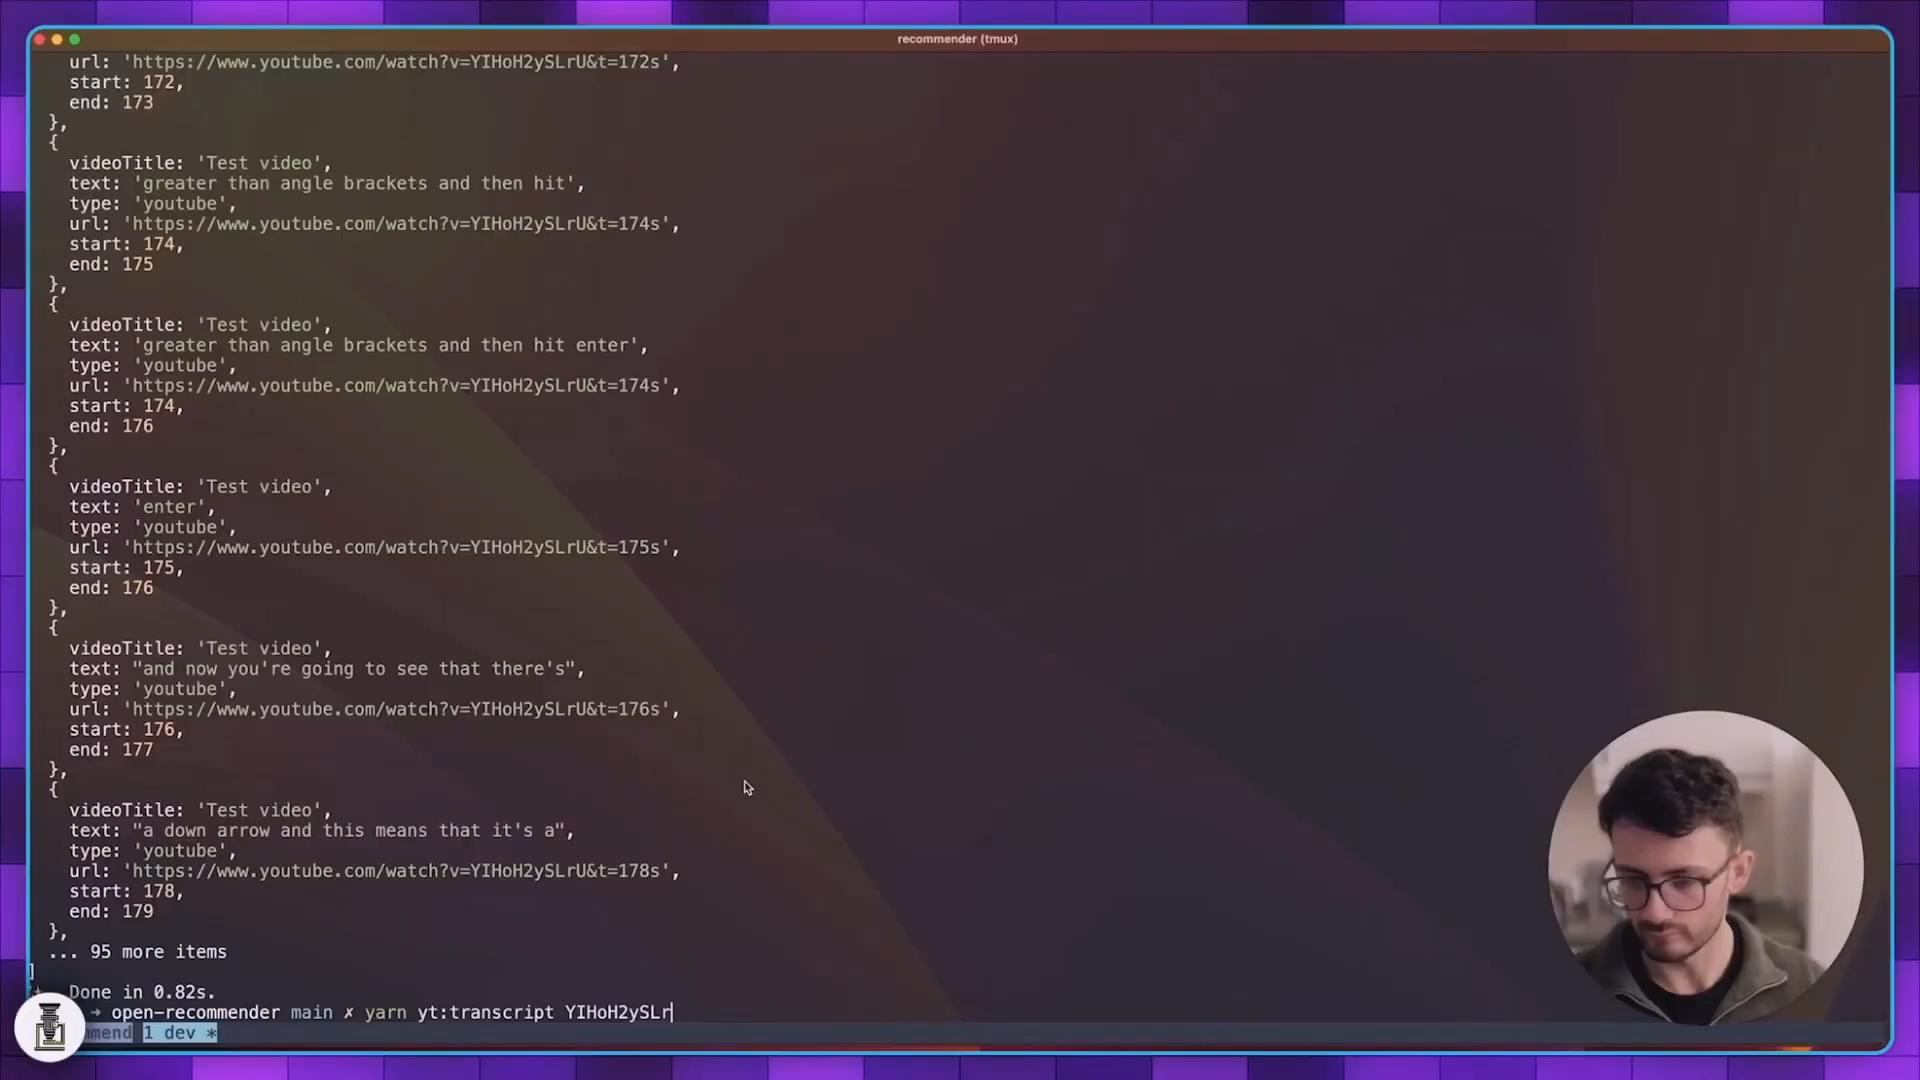 recommender (tmux)
url: 'https://www.youtube.com/watch?v=YIHoH2ySLrU&t=172s',
start: 172,
end: 173
},
{
videoTitle: 'Test video',
text: 'greater than angle brackets and then hit',
type: 'youtube',
url: 'https://www.youtube.com/watch?v=YIHoH2ySLrU&t=174s',
start: 174,
end: 175
},
{
videoTitle: 'Test video',
text: 'greater than angle brackets and then hit enter',
type: 'youtube',
url: 'https://www.youtube.com/watch?v=YIHoH2ySLrU&t=174s',
start: 174,
end: 176
},
{
videoTitle: 'Test video',
text: 'enter',
type: 'youtube',
url: 'https://www.youtube.com/watch?v=YIHoH2ySLrU&t=175s',
start: 175,
end: 176
},
{
videoTitle: 'Test video',
text: "and now you're going to see that there's",
type: 'youtube',
url: 'https://www.youtube.com/watch?v=YIHoH2ySLrU&t=176s',
start: 176,
end: 177
},
{
videoTitle: 'Test video',
text: "a down arrow and this means that it's a",
type: 'youtube',
url: 'https://www.youtube.com/watch?v=YIHoH2ySLrU&t=178s',
start: 178,
end: 179
},
... 95 more items
]
Done in 0.82s.
➜ open-recommender main ✗ yarn yt:transcript YIHoH2ySLr
mmend 1 dev *